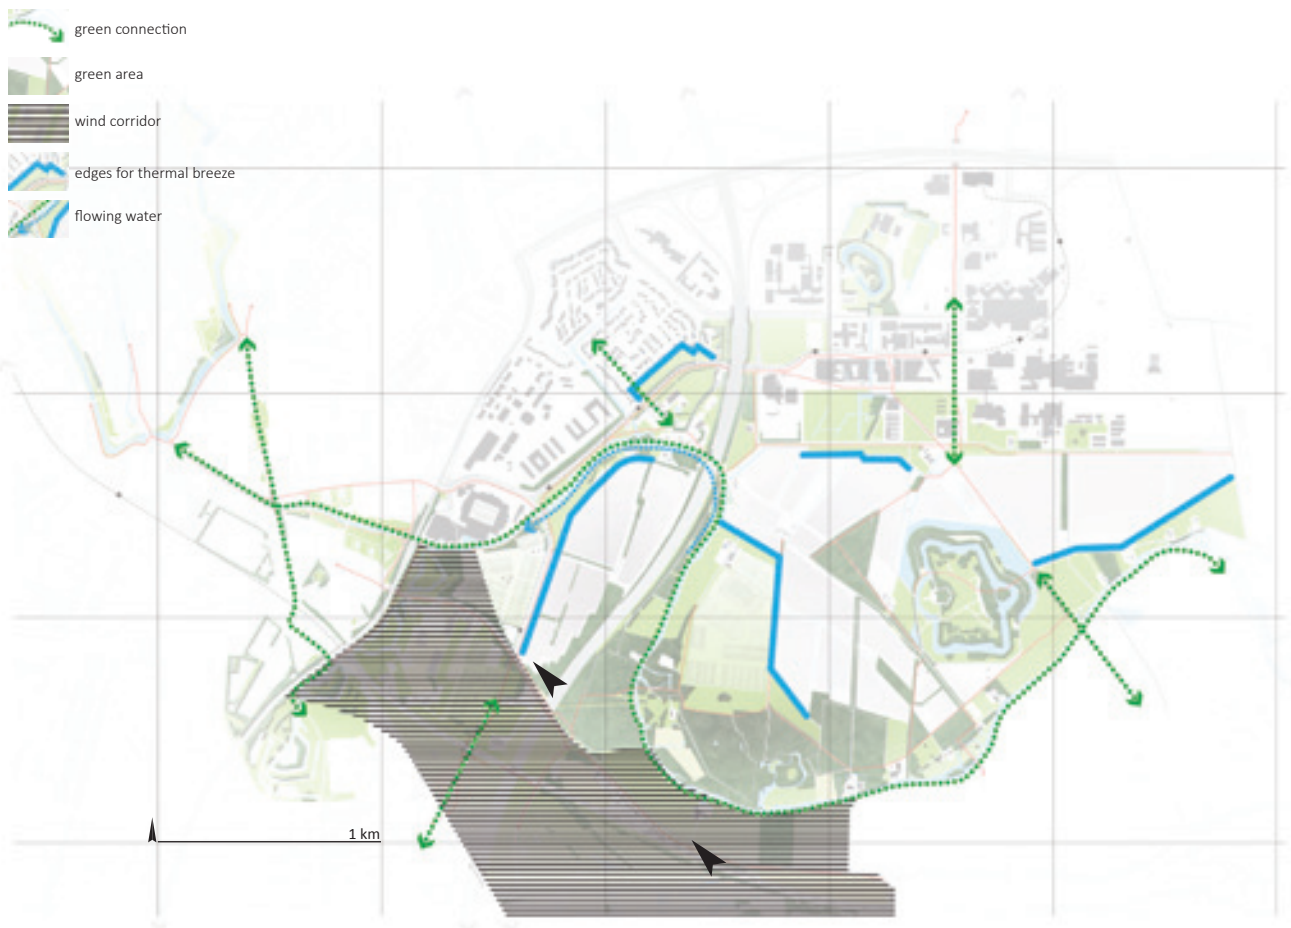 green connection
green area
wind corridor
edges for thermal breeze
flowing water
1 km